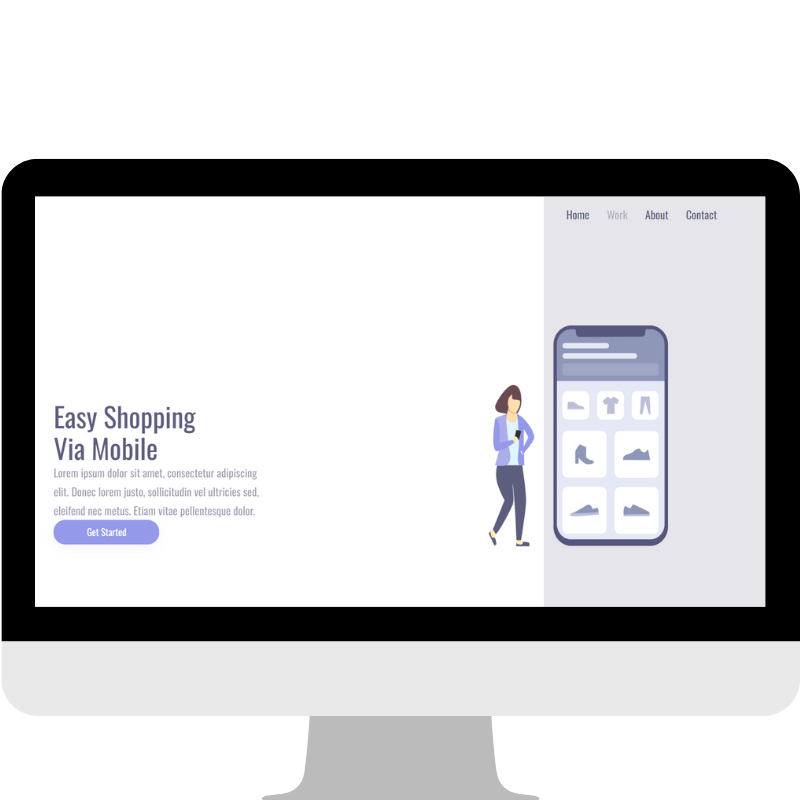 Home Work About Contact
Easy Shopping
Via Mobile
Lorem ipsum dolor sit amet, consectetur adipiscing
elit. Donec lorem justo, sollicitudin vel ultricies sed,
eleifend nec metus. Etiam vitae pellentesque dolor.
Get Started